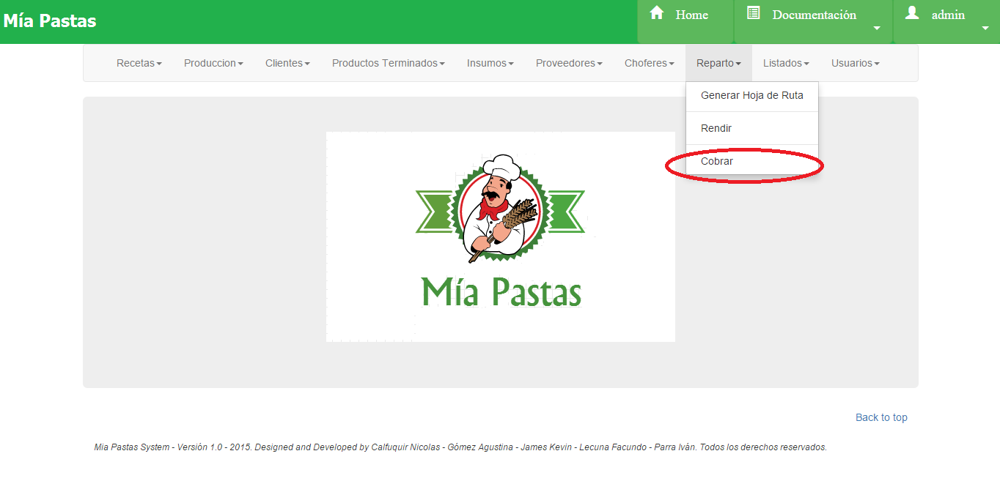 Mía Pastas
Home
Documentación
admin
Recetas
Produccion
Clientes
Productos Terminados
Insumos
Proveedores
Choferes
Reparto
Listados
Usuarios
Generar Hoja de Ruta
Rendir
Cobrar
Mía Pastas
Back to top
Mia Pastas System - Versión 1.0 - 2015. Designed and Developed by Calfuquir Nicolas - Gómez Agustina - James Kevin - Lecuna Facundo - Parra Iván. Todos los derechos reservados.